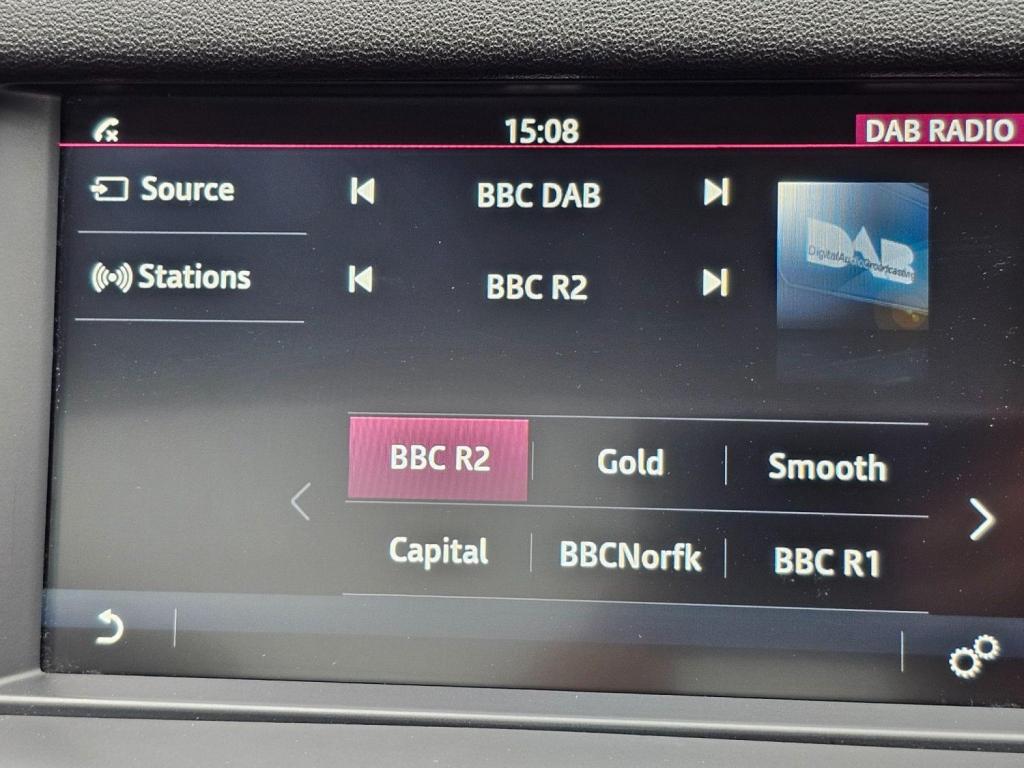 15:08
DAB RADIO
Source
BBC DAB
DAB
DigitalAudioBroadcasting
Stations
BBC R2
BBC R2
Gold
Smooth
Capital
BBCNorfk
BBC R1